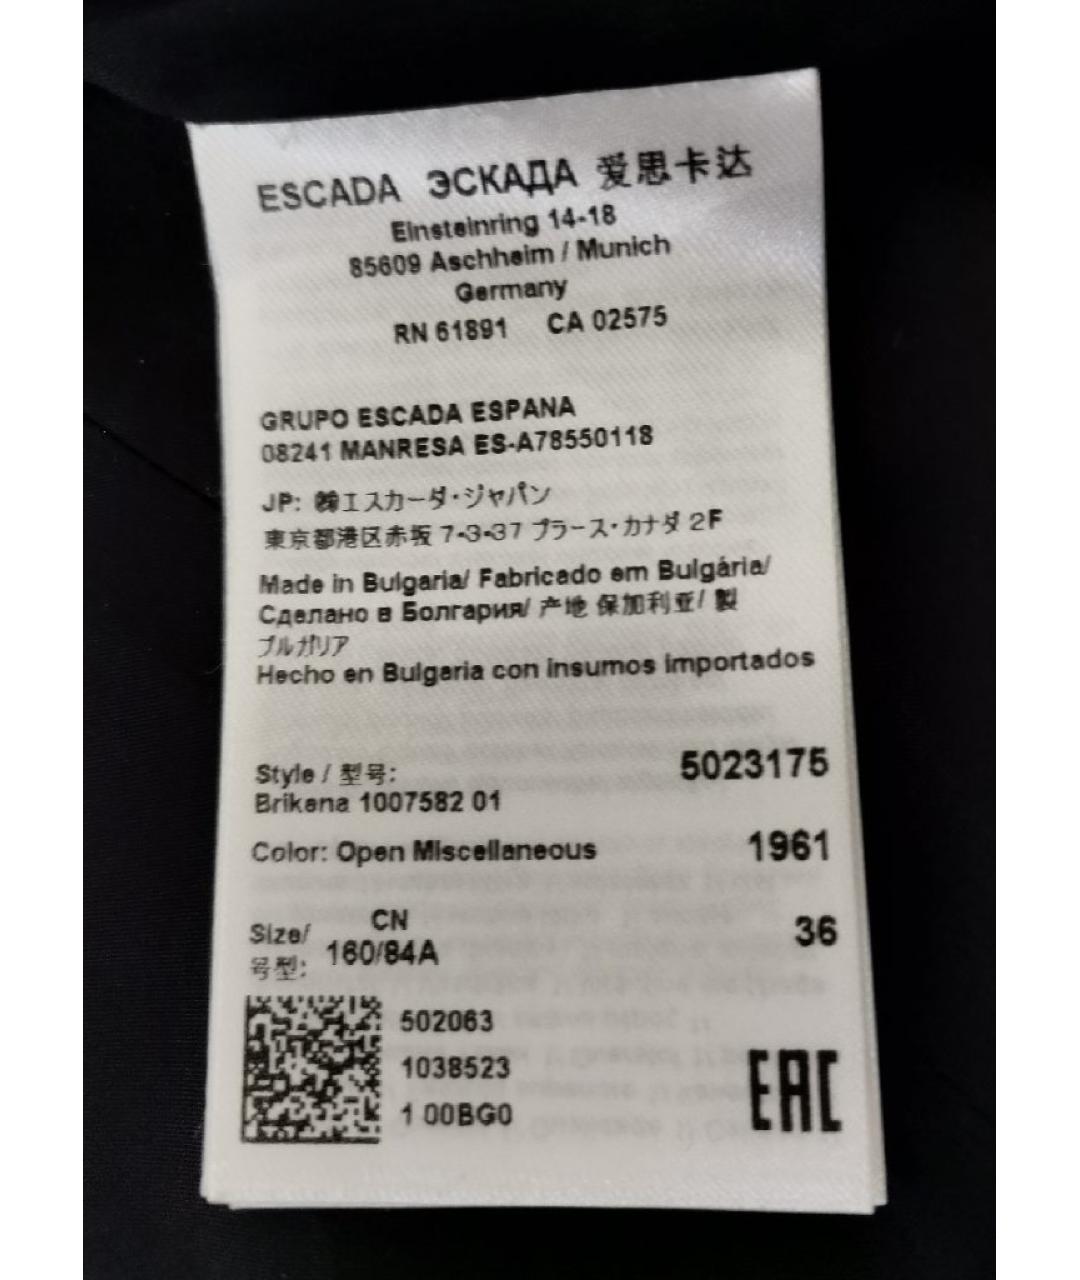 ESCADA ЭСКАДА 爱思卡达
Einsteinring 14-18
85609 Aschheim / Munich
Germany
RN 61891 CA 02575
GRUPO ESCADA ESPANA
08241 MANRESA ES-A78550118
JP: ㈱エスカーダ・ジャパン
東京都港区赤坂 7-3-37 プラース・カナダ 2F
Made in Bulgaria/ Fabricado em Bulgária/
Сделано в Болгария/ 产地 保加利亚/ 製
ブルガリア
Hecho en Bulgaria con insumos importados
Style / 型号: 5023175
Brikena 1007582 01
Color: Open Miscellaneous 1961
Size/ CN 36
号型: 160/84A
502063
1038523
1 00BG0
EAC